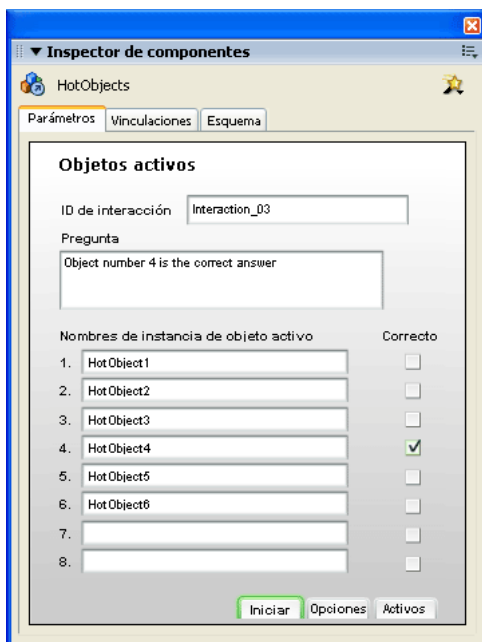 Inspector de componentes
HotObjects
Parámetros Vinculaciones Esquema
Objetos activos
ID de interacción Interaction_03
Pregunta
Object number 4 is the correct answer
Nombres de instancia de objeto activo Correcto
1. HotObject1
2. HotObject2
3. HotObject3
4. HotObject4
5. HotObject5
6. HotObject6
7.
8.
Iniciar Opciones Activos